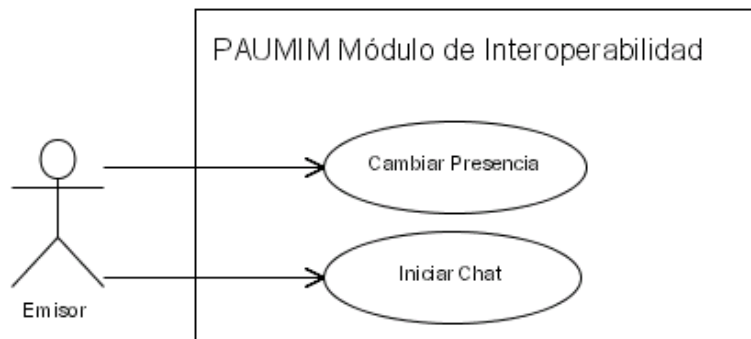 PAUMIM Módulo de Interoperabilidad
Cambiar Presencia
Iniciar Chat
Emisor